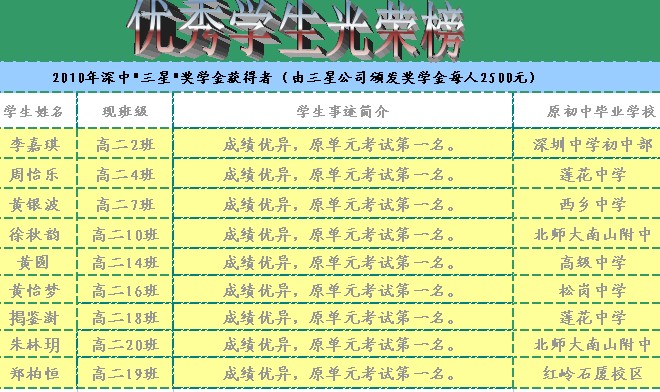 优秀学生光荣榜
2010年深中"三星"奖学金获得者（由三星公司颁发奖学金每人2500元）
学生姓名 现班级 学生事迹简介 原初中毕业学校
李嘉琪 高二2班 成绩优异，原单元考试第一名。 深圳中学初中部
周怡乐 高二4班 成绩优异，原单元考试第一名。 莲花中学
黄银波 高二7班 成绩优异，原单元考试第一名。 西乡中学
徐秋韵 高二10班 成绩优异，原单元考试第一名。 北师大南山附中
黄圆 高二14班 成绩优异，原单元考试第一名。 高级中学
黄怡梦 高二16班 成绩优异，原单元考试第一名。 松岗中学
揭鉴澍 高二18班 成绩优异，原单元考试第一名。 莲花中学
朱林玥 高二20班 成绩优异，原单元考试第一名。 北师大南山附中
郑柏恒 高二19班 成绩优异，原单元考试第一名。 红岭石厦校区